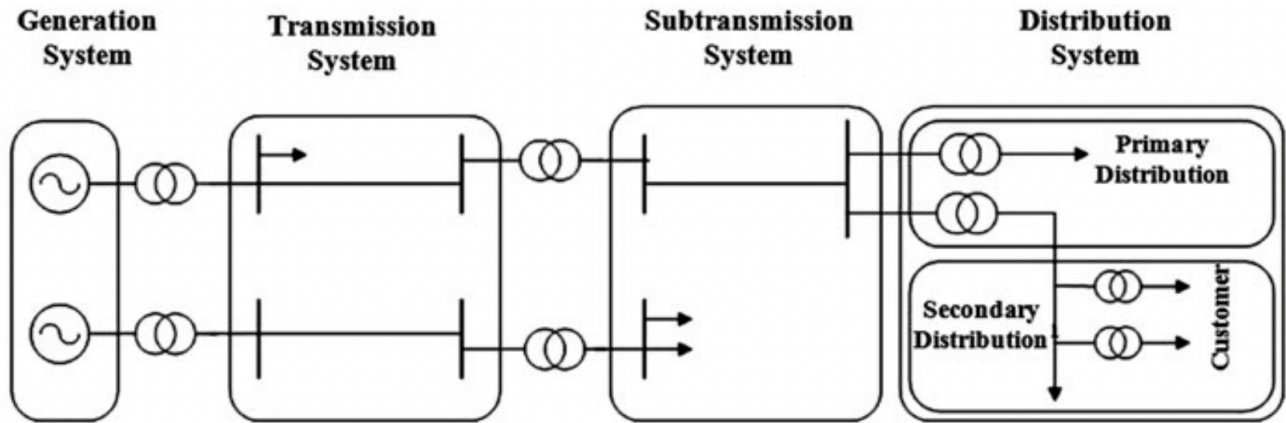 Generation
System
Transmission
System
Subtransmission
System
Distribution
System
Primary
Distribution
Secondary
Distribution
Customer